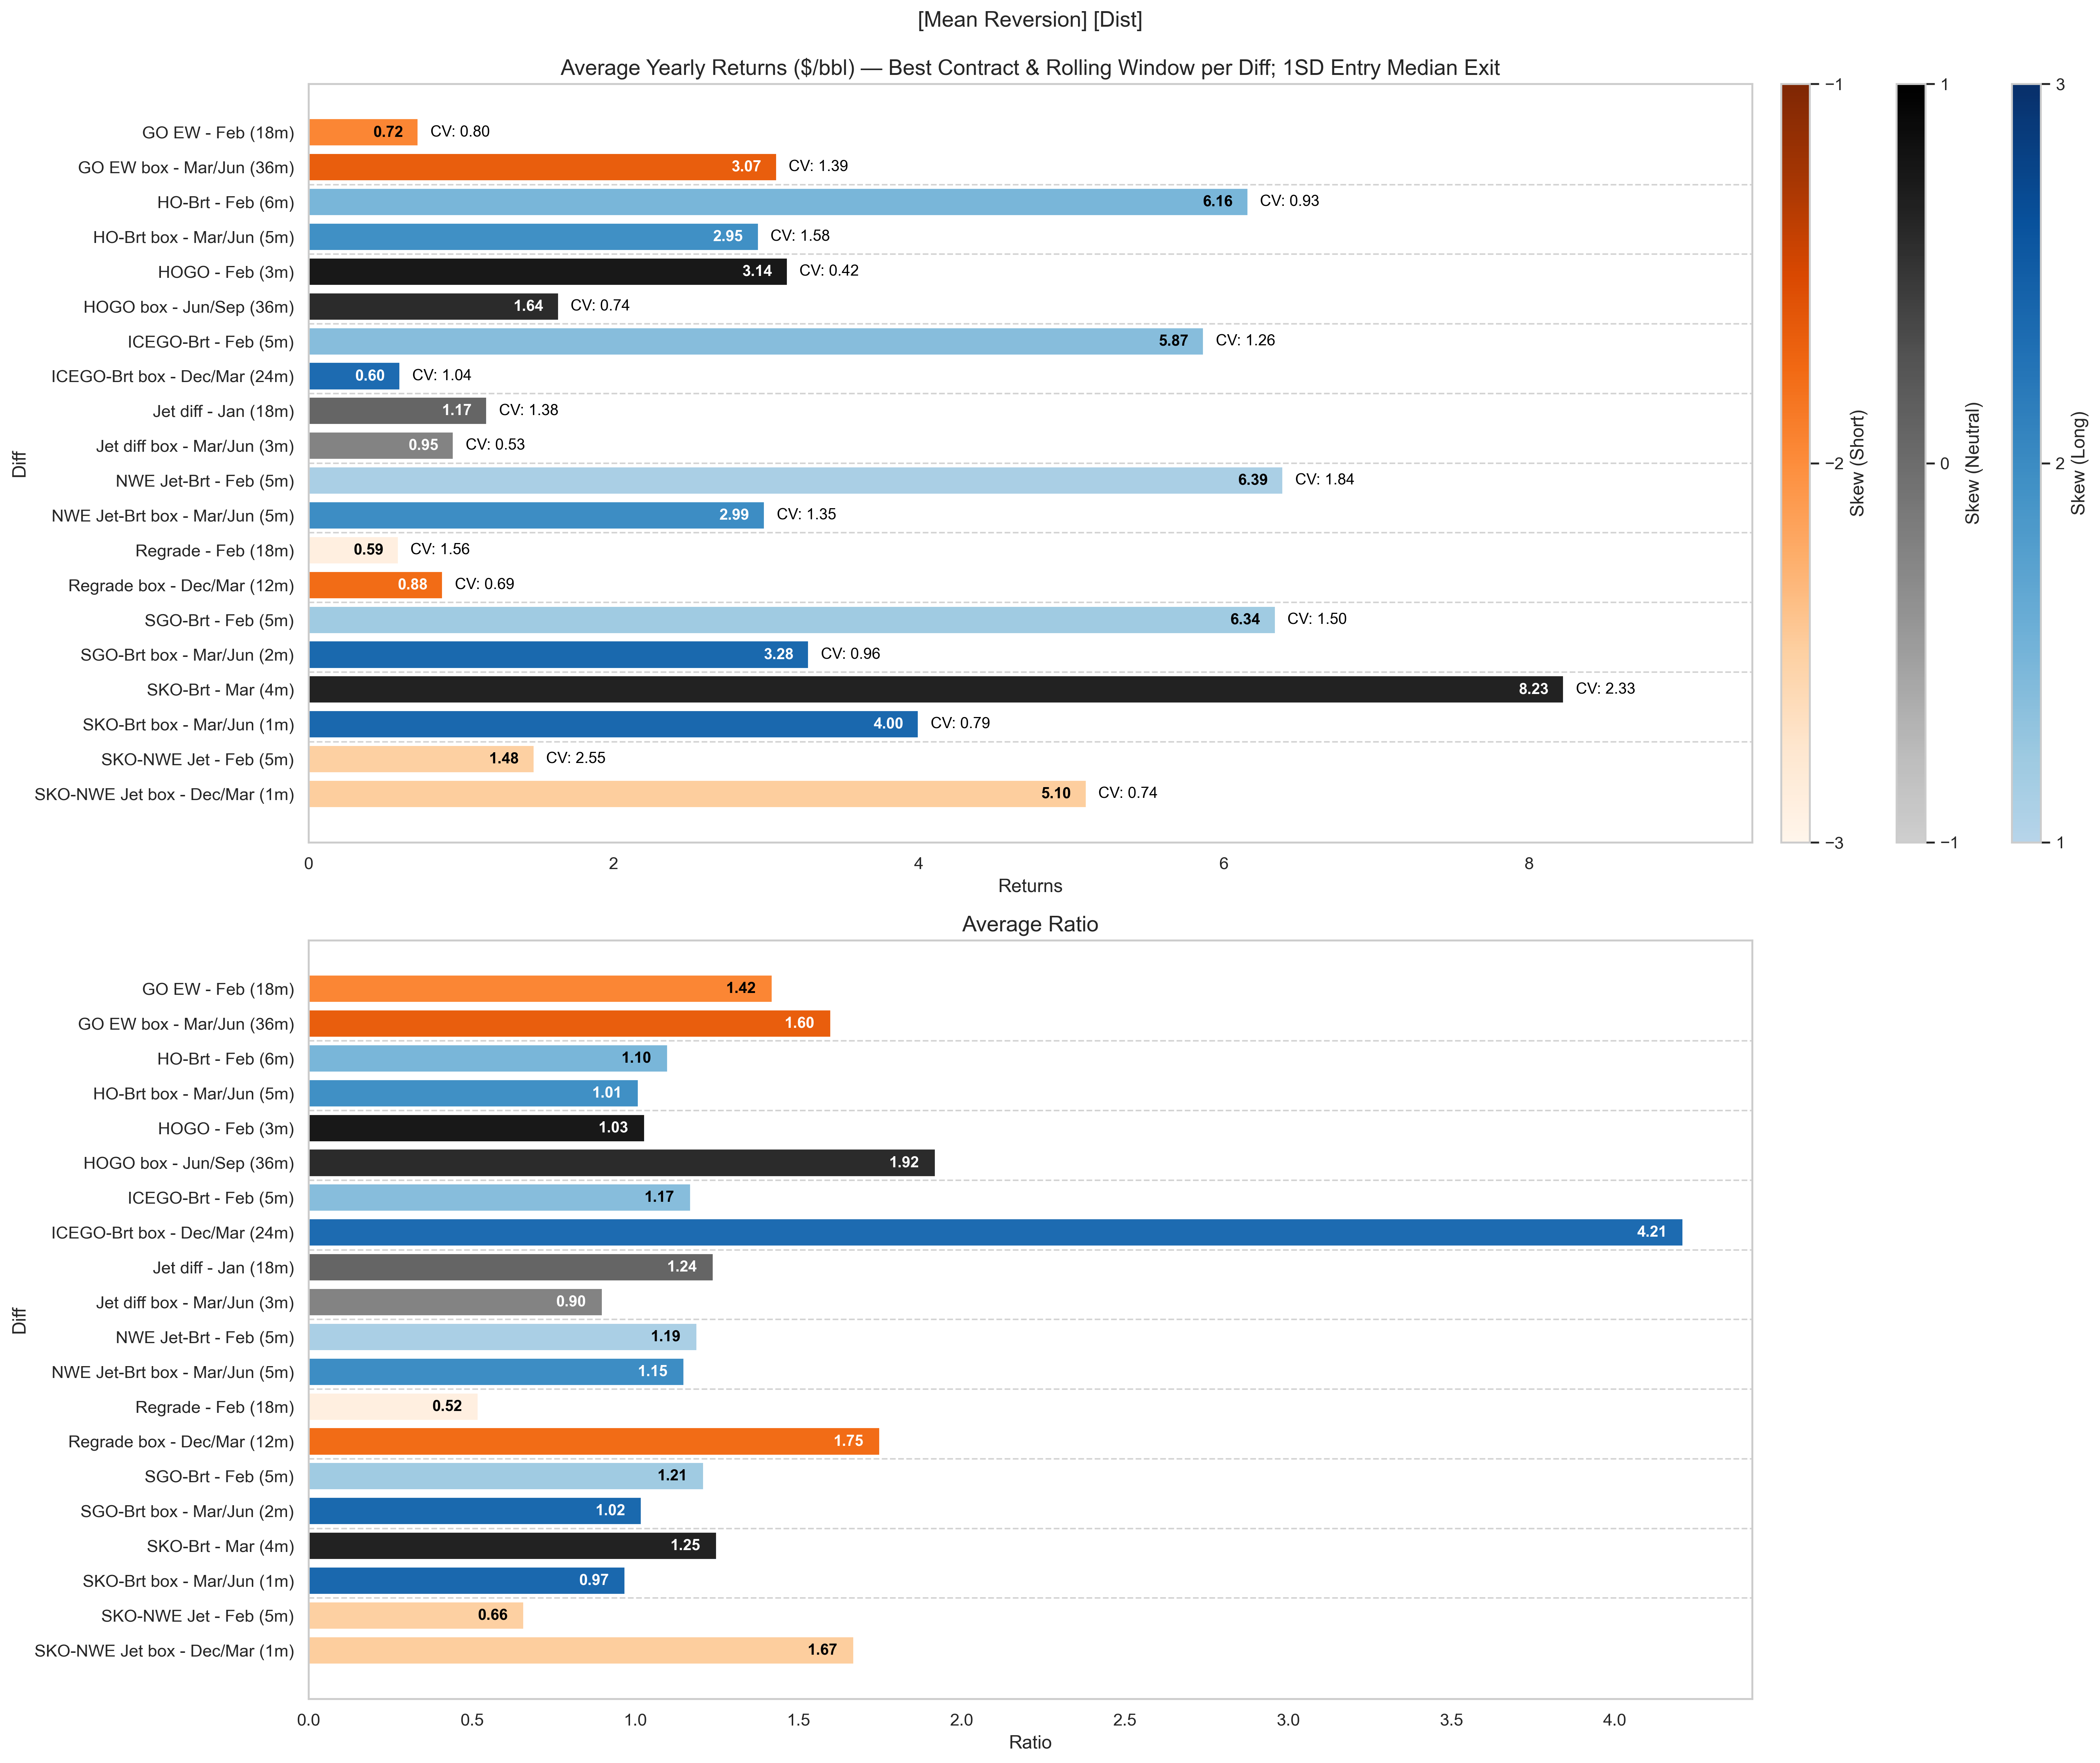 [Mean Reversion] [Dist]
Average Yearly Returns ($/bbl) — Best Contract & Rolling Window per Diff; 1SD Entry Median Exit
GO EW - Feb (18m) 0.72 CV: 0.80
GO EW box - Mar/Jun (36m) 3.07 CV: 1.39
HO-Brt - Feb (6m) 6.16 CV: 0.93
HO-Brt box - Mar/Jun (5m) 2.95 CV: 1.58
HOGO - Feb (3m) 3.14 CV: 0.42
HOGO box - Jun/Sep (36m) 1.64 CV: 0.74
ICEGO-Brt - Feb (5m) 5.87 CV: 1.26
ICEGO-Brt box - Dec/Mar (24m) 0.60 CV: 1.04
Jet diff - Jan (18m) 1.17 CV: 1.38
Jet diff box - Mar/Jun (3m) 0.95 CV: 0.53
NWE Jet-Brt - Feb (5m) 6.39 CV: 1.84
NWE Jet-Brt box - Mar/Jun (5m) 2.99 CV: 1.35
Regrade - Feb (18m) 0.59 CV: 1.56
Regrade box - Dec/Mar (12m) 0.88 CV: 0.69
SGO-Brt - Feb (5m) 6.34 CV: 1.50
SGO-Brt box - Mar/Jun (2m) 3.28 CV: 0.96
SKO-Brt - Mar (4m) 8.23 CV: 2.33
SKO-Brt box - Mar/Jun (1m) 4.00 CV: 0.79
SKO-NWE Jet - Feb (5m) 1.48 CV: 2.55
SKO-NWE Jet box - Dec/Mar (1m) 5.10 CV: 0.74
Diff
0 2 4 6 8
Returns
−1
−2
−3
Skew (Short)
1
0
−1
Skew (Neutral)
3
2
1
Skew (Long)
Average Ratio
GO EW - Feb (18m) 1.42
GO EW box - Mar/Jun (36m) 1.60
HO-Brt - Feb (6m) 1.10
HO-Brt box - Mar/Jun (5m) 1.01
HOGO - Feb (3m) 1.03
HOGO box - Jun/Sep (36m) 1.92
ICEGO-Brt - Feb (5m) 1.17
ICEGO-Brt box - Dec/Mar (24m) 4.21
Jet diff - Jan (18m) 1.24
Jet diff box - Mar/Jun (3m) 0.90
NWE Jet-Brt - Feb (5m) 1.19
NWE Jet-Brt box - Mar/Jun (5m) 1.15
Regrade - Feb (18m) 0.52
Regrade box - Dec/Mar (12m) 1.75
SGO-Brt - Feb (5m) 1.21
SGO-Brt box - Mar/Jun (2m) 1.02
SKO-Brt - Mar (4m) 1.25
SKO-Brt box - Mar/Jun (1m) 0.97
SKO-NWE Jet - Feb (5m) 0.66
SKO-NWE Jet box - Dec/Mar (1m) 1.67
Diff
0.0 0.5 1.0 1.5 2.0 2.5 3.0 3.5 4.0
Ratio